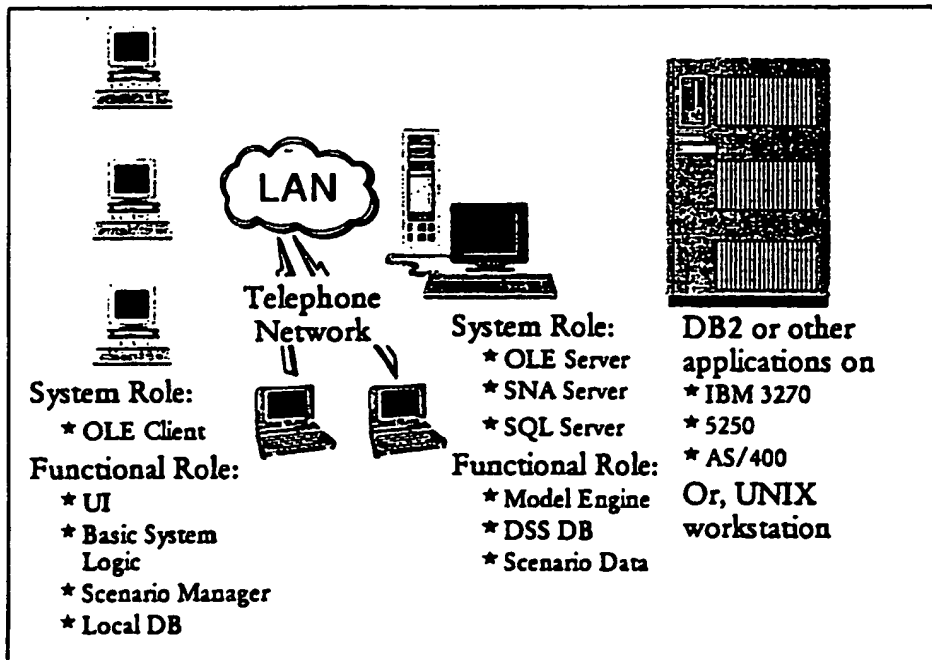 LAN
Telephone
Network
System Role:
* OLE Client
Functional Role:
* UI
* Basic System
Logic
* Scenario Manager
* Local DB
System Role:
* OLE Server
* SNA Server
* SQL Server
Functional Role:
* Model Engine
* DSS DB
* Scenario Data
DB2 or other
applications on
* IBM 3270
* 5250
* AS/400
Or, UNIX
workstation